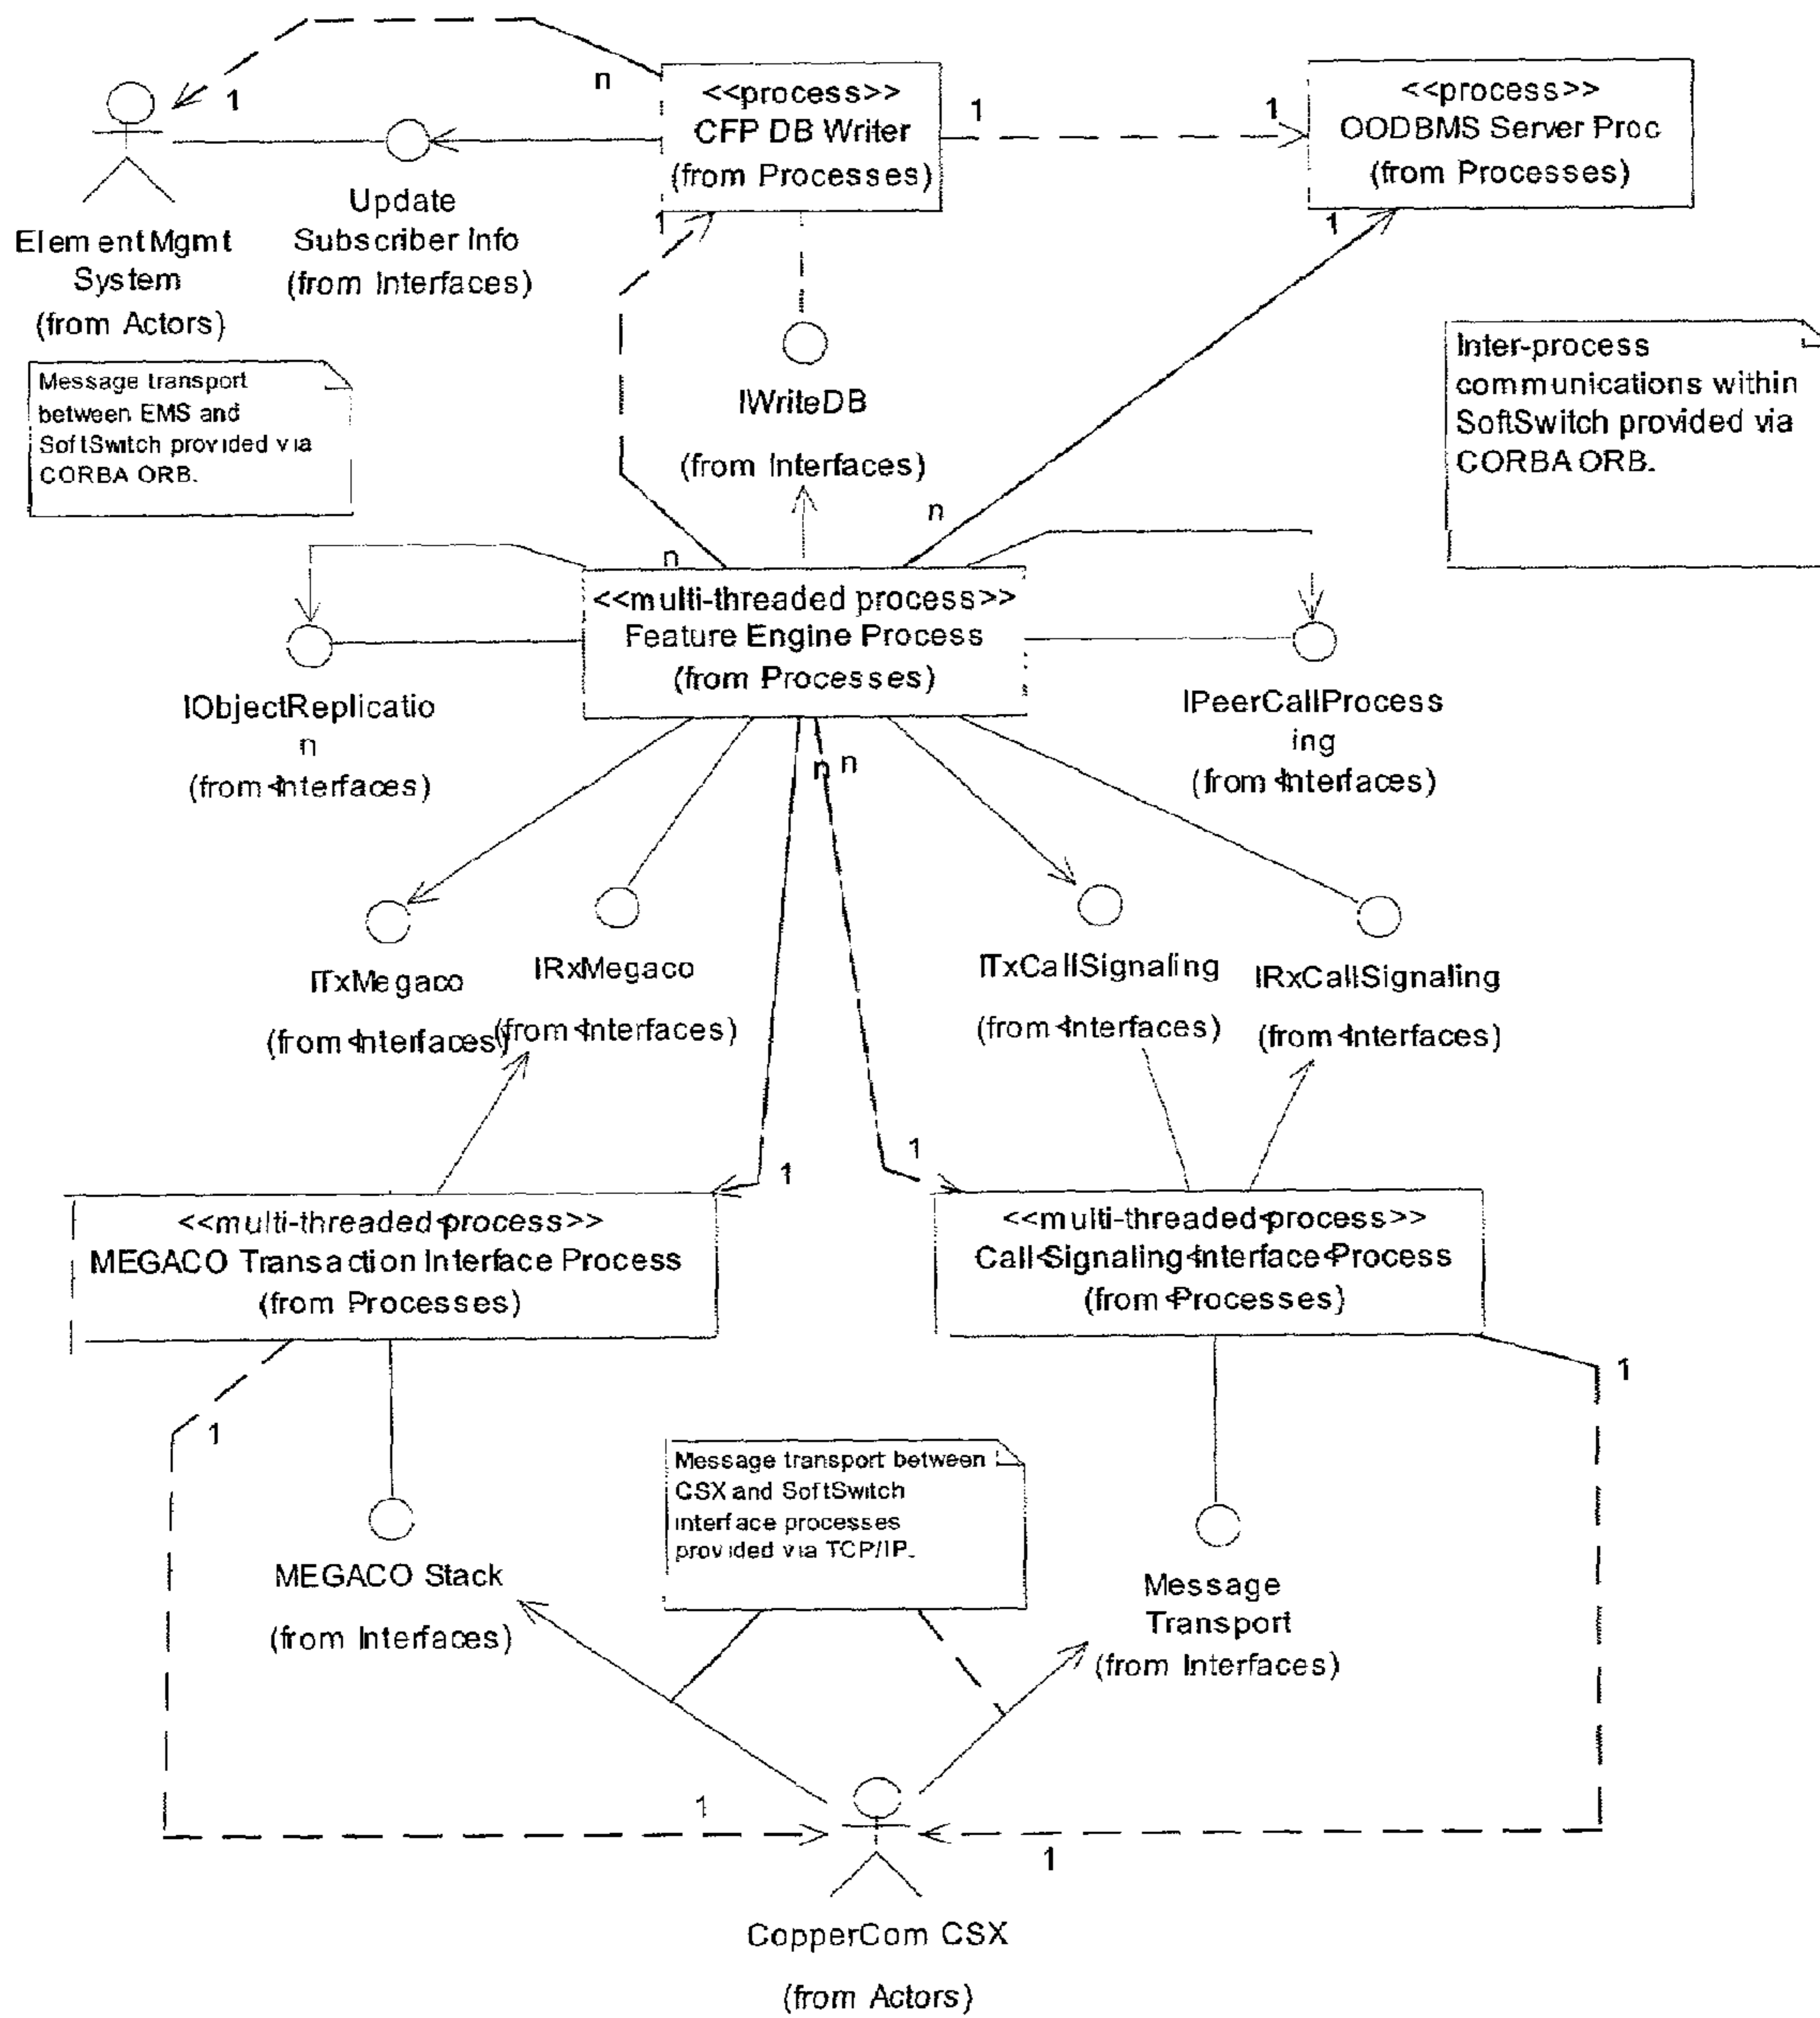 n
1
<<process>>
CFP DB Writer
(from Processes)
1
1
<<process>>
OODBMS Server Proc
(from Processes)
ElementMgmt
System
(from Actors)
Update
Subscriber Info
(from Interfaces)
1
1
Message transport
between EMS and
SoftSwitch provided via
CORBA ORB.
IWriteDB
(from Interfaces)
Inter-process
communications within
SoftSwitch provided via
CORBA ORB.
n
n
<<multi-threaded process>>
Feature Engine Process
(from Processes)
IObjectReplicatio
n
(from Interfaces)
IPeerCallProcess
ing
(from Interfaces)
n
n
ITxMegaco
(from Interfaces)
IRxMegaco
(from Interfaces)
ITxCallSignaling
(from Interfaces)
IRxCallSignaling
(from Interfaces)
1
1
<<multi-threaded process>>
MEGACO Transaction Interface Process
(from Processes)
<<multi-threaded process>>
Call Signaling Interface Process
(from Processes)
1
1
MEGACO Stack
(from Interfaces)
Message transport between
CSX and SoftSwitch
interface processes
provided via TCP/IP.
Message
Transport
(from Interfaces)
1
1
CopperCom CSX
(from Actors)